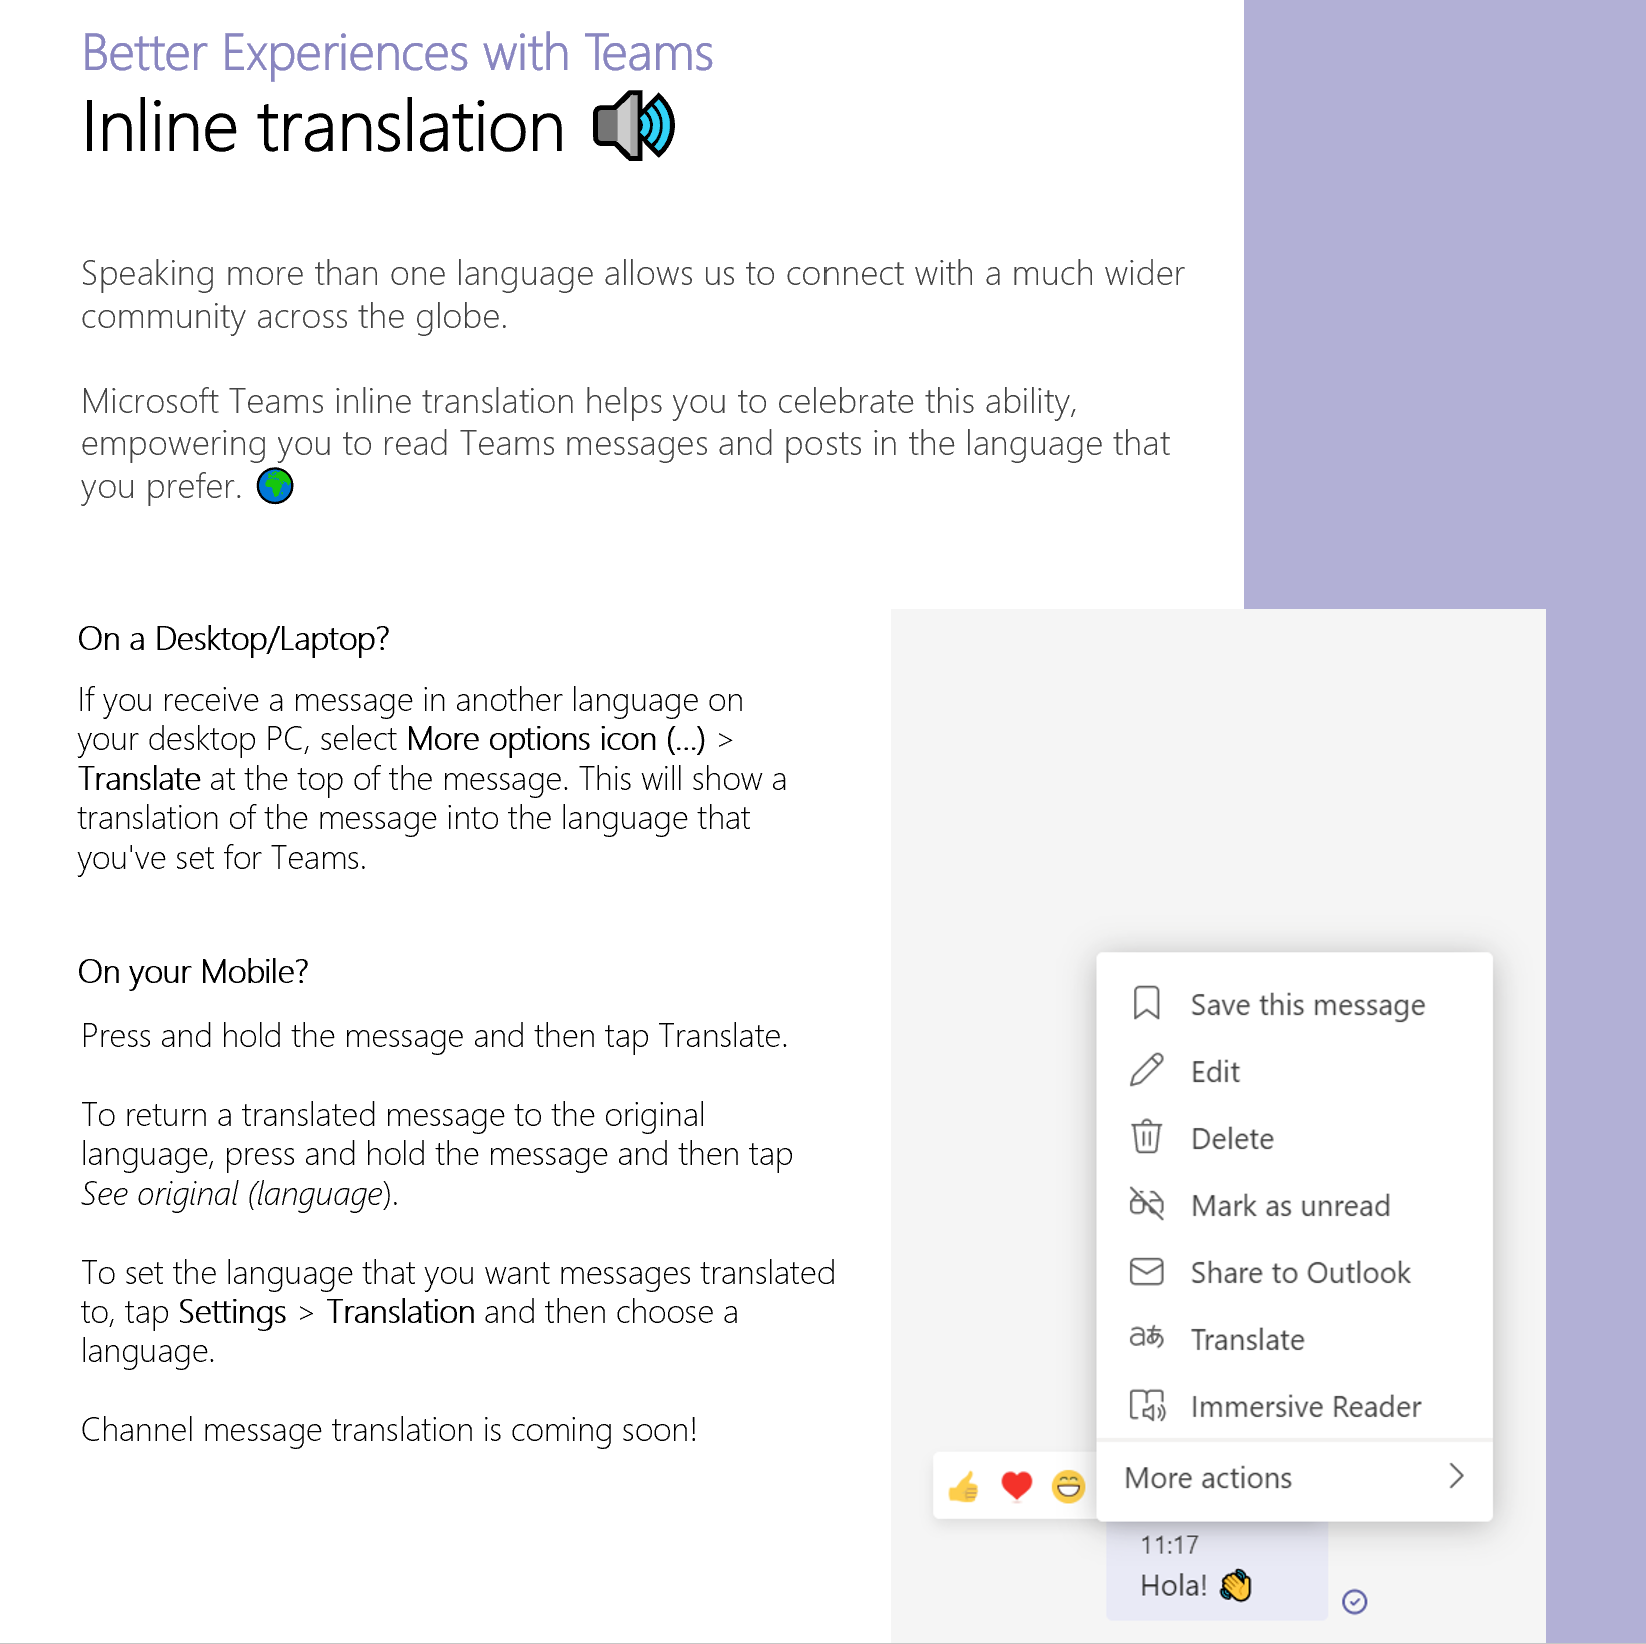 Better Experiences with Teams
Inline translation 🔊
Speaking more than one language allows us to connect with a much wider
community across the globe.
Microsoft Teams inline translation helps you to celebrate this ability,
empowering you to read Teams messages and posts in the language that
you prefer. 🌍
On a Desktop/Laptop?
If you receive a message in another language on
your desktop PC, select More options icon (...) >
Translate at the top of the message. This will show a
translation of the message into the language that
you've set for Teams.
On your Mobile?
Press and hold the message and then tap Translate.
To return a translated message to the original
language, press and hold the message and then tap
See original (language).
To set the language that you want messages translated
to, tap Settings > Translation and then choose a
language.
Channel message translation is coming soon!
Save this message
Edit
Delete
Mark as unread
Share to Outlook
Translate
Immersive Reader
More actions
11:17
Hola! 👋